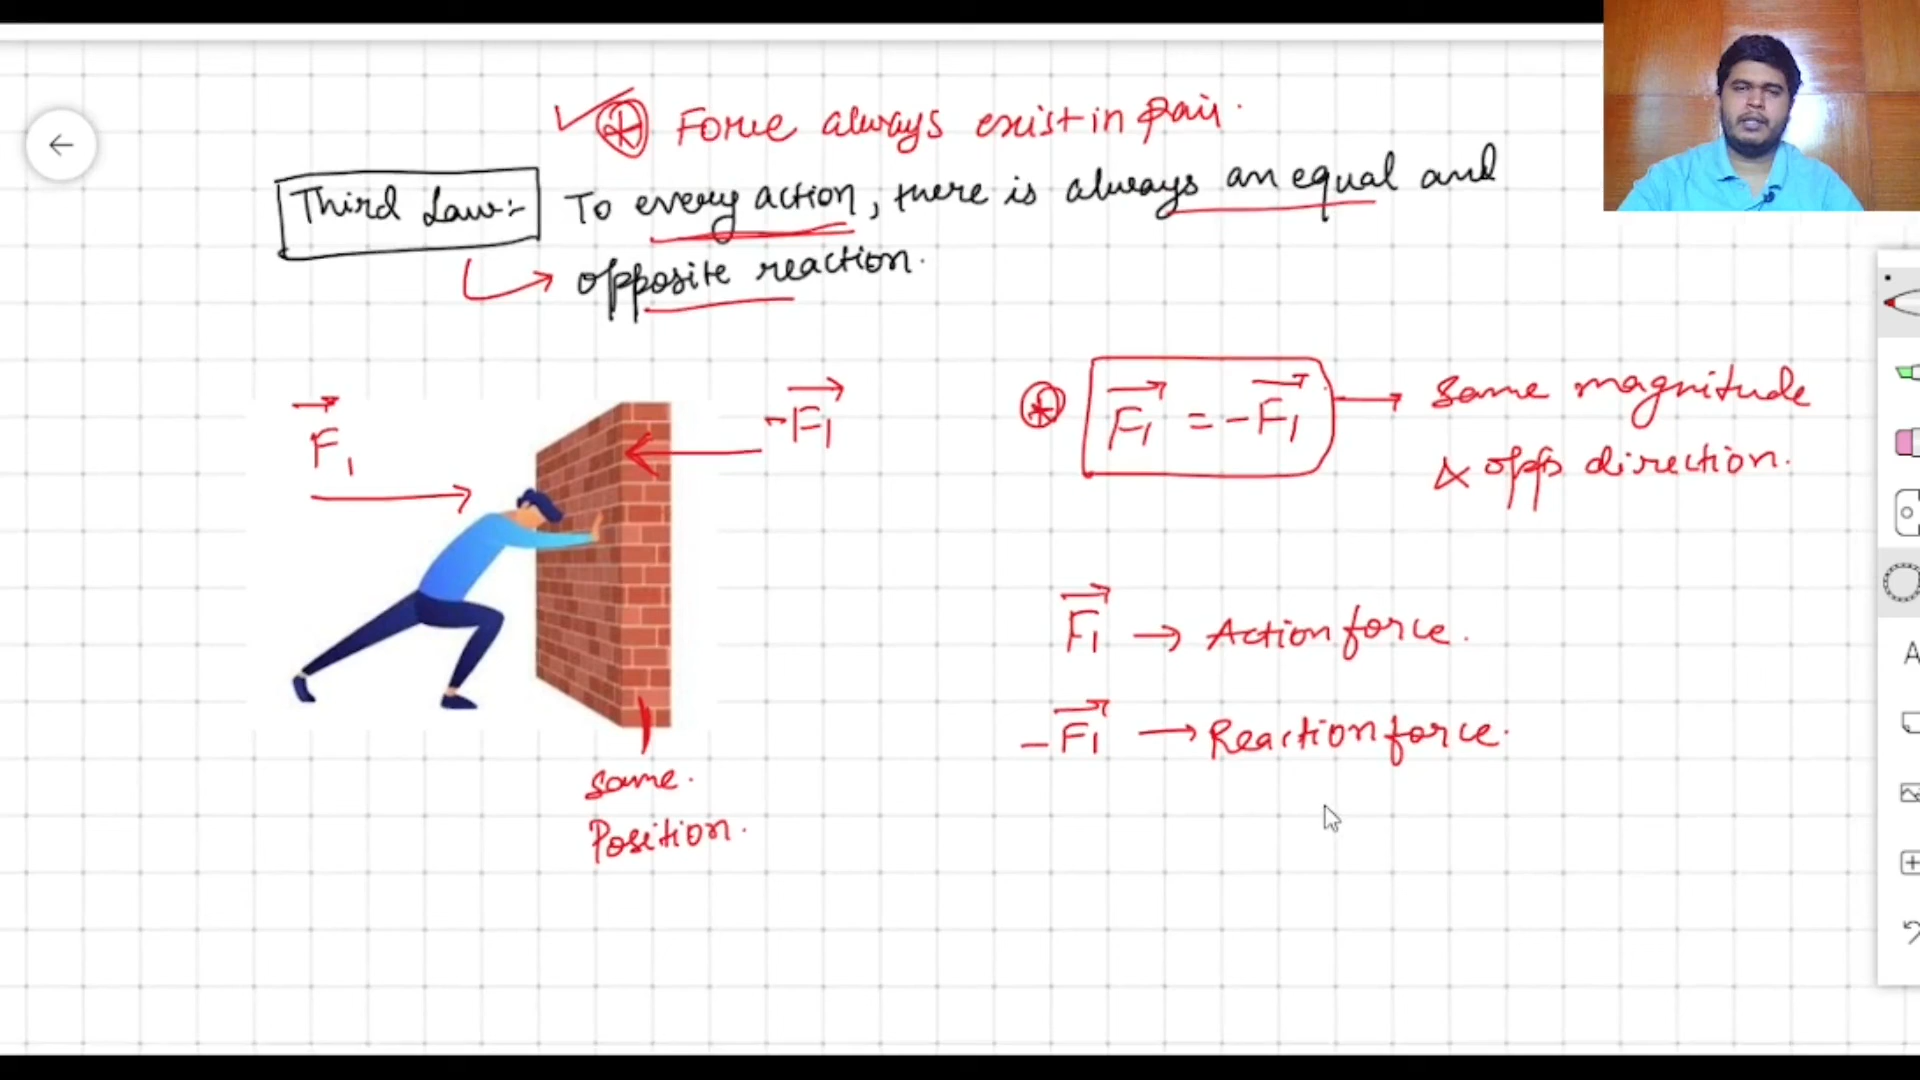 Force always exist in pair.
Third Law:- To every action, there is always an equal and
opposite reaction.
F₁
-F₁
F₁ = -F₁ → Same magnitude
& opp direction.
F₁ → Action force.
-F₁ → Reaction force.
same.
Position.
A